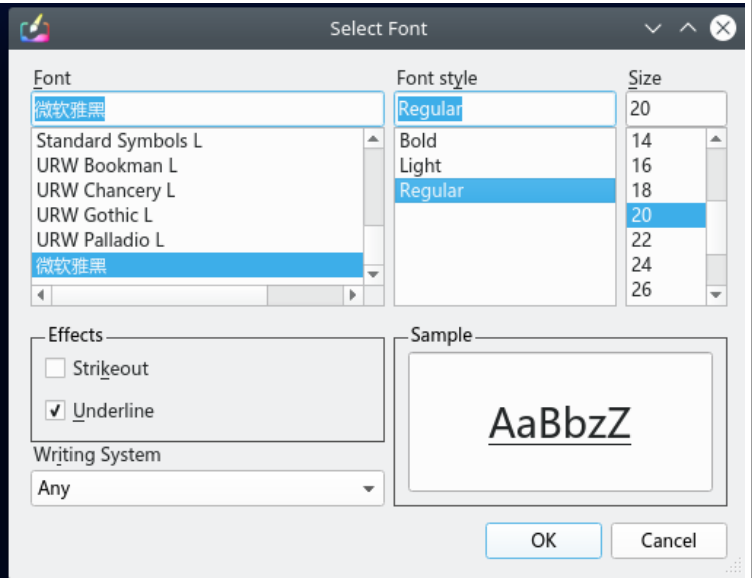 Select Font
Font
Font style
Size
微软雅黑
Regular
20
Standard Symbols L
URW Bookman L
URW Chancery L
URW Gothic L
URW Palladio L
微软雅黑
Bold
Light
Regular
14
16
18
20
22
24
26
Effects
Strikeout
Underline
Writing System
Any
Sample
AaBbzZ
OK
Cancel